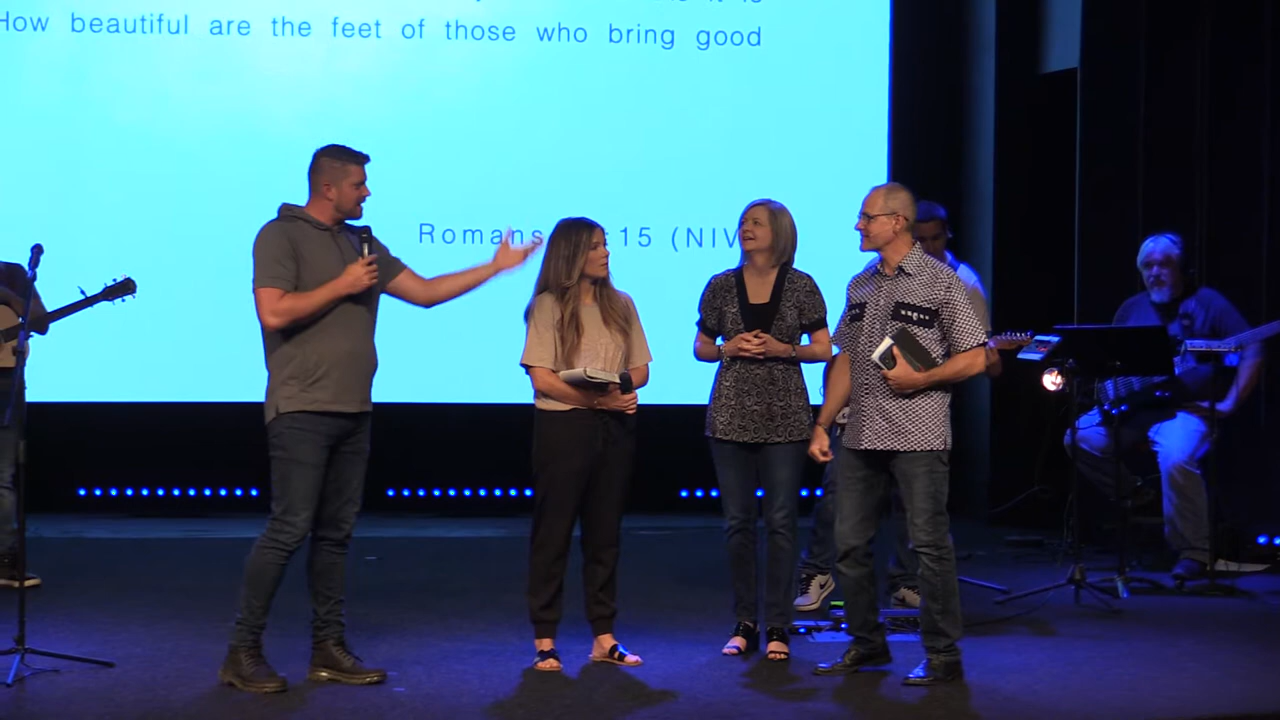 How beautiful are the feet of those who bring good
Romans :15 (NIV